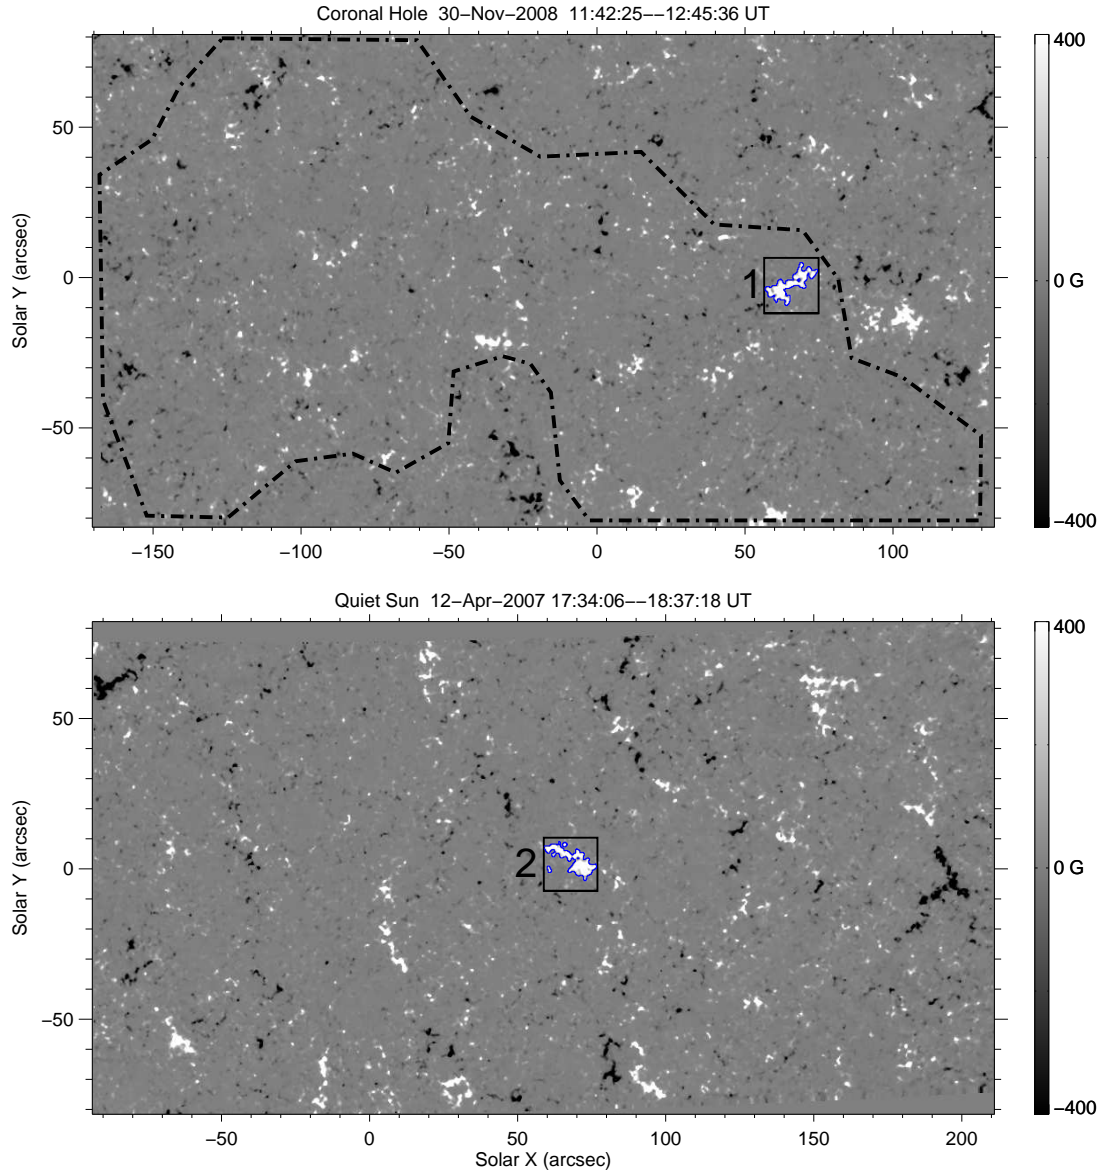 Coronal Hole 30−Nov−2008 11:42:25−−12:45:36 UT
400
50
0
−50
Solar Y (arcsec)
1
0 G
−400
−150 −100 −50 0 50 100
Quiet Sun 12−Apr−2007 17:34:06−−18:37:18 UT
400
50
0
−50
Solar Y (arcsec)
2
0 G
−400
−50 0 50 100 150 200
Solar X (arcsec)